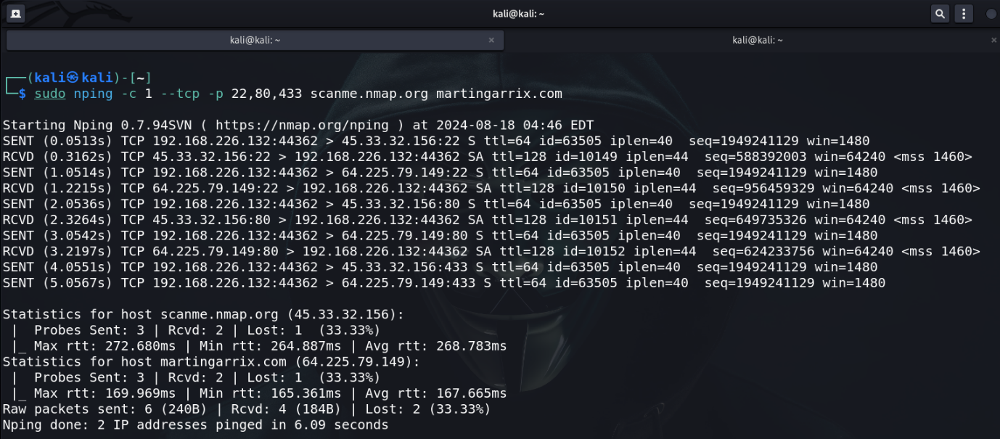 kali@kali: ~
kali@kali: ~
kali@kali: ~
┌──(kali㉿kali)-[~]
└─$ sudo nping -c 1 --tcp -p 22,80,433 scanme.nmap.org martingarrix.com
Starting Nping 0.7.94SVN ( https://nmap.org/nping ) at 2024-08-18 04:46 EDT
SENT (0.0513s) TCP 192.168.226.132:44362 > 45.33.32.156:22 S ttl=64 id=63505 iplen=40  seq=1949241129 win=1480
RCVD (0.3162s) TCP 45.33.32.156:22 > 192.168.226.132:44362 SA ttl=128 id=10149 iplen=44  seq=588392003 win=64240 <mss 1460>
SENT (1.0514s) TCP 192.168.226.132:44362 > 64.225.79.149:22 S ttl=64 id=63505 iplen=40  seq=1949241129 win=1480
RCVD (1.2215s) TCP 64.225.79.149:22 > 192.168.226.132:44362 SA ttl=128 id=10150 iplen=44  seq=956459329 win=64240 <mss 1460>
SENT (2.0536s) TCP 192.168.226.132:44362 > 45.33.32.156:80 S ttl=64 id=63505 iplen=40  seq=1949241129 win=1480
RCVD (2.3264s) TCP 45.33.32.156:80 > 192.168.226.132:44362 SA ttl=128 id=10151 iplen=44  seq=649735326 win=64240 <mss 1460>
SENT (3.0542s) TCP 192.168.226.132:44362 > 64.225.79.149:80 S ttl=64 id=63505 iplen=40  seq=1949241129 win=1480
RCVD (3.2197s) TCP 64.225.79.149:80 > 192.168.226.132:44362 SA ttl=128 id=10152 iplen=44  seq=624233756 win=64240 <mss 1460>
SENT (4.0551s) TCP 192.168.226.132:44362 > 45.33.32.156:433 S ttl=64 id=63505 iplen=40  seq=1949241129 win=1480
SENT (5.0567s) TCP 192.168.226.132:44362 > 64.225.79.149:433 S ttl=64 id=63505 iplen=40  seq=1949241129 win=1480
Statistics for host scanme.nmap.org (45.33.32.156):
 |  Probes Sent: 3 | Rcvd: 2 | Lost: 1  (33.33%)
 |_ Max rtt: 272.680ms | Min rtt: 264.887ms | Avg rtt: 268.783ms
Statistics for host martingarrix.com (64.225.79.149):
 |  Probes Sent: 3 | Rcvd: 2 | Lost: 1  (33.33%)
 |_ Max rtt: 169.969ms | Min rtt: 165.361ms | Avg rtt: 167.665ms
Raw packets sent: 6 (240B) | Rcvd: 4 (184B) | Lost: 2 (33.33%)
Nping done: 2 IP addresses pinged in 6.09 seconds